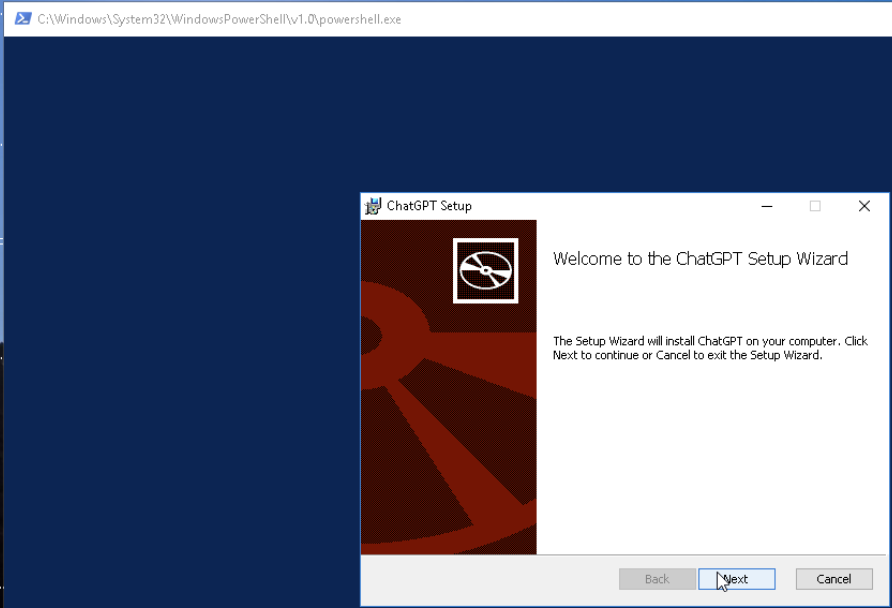 C:\Windows\System32\WindowsPowerShell\v1.0\powershell.exe
ChatGPT Setup
Welcome to the ChatGPT Setup Wizard
The Setup Wizard will install ChatGPT on your computer. Click
Next to continue or Cancel to exit the Setup Wizard.
Back
Next
Cancel